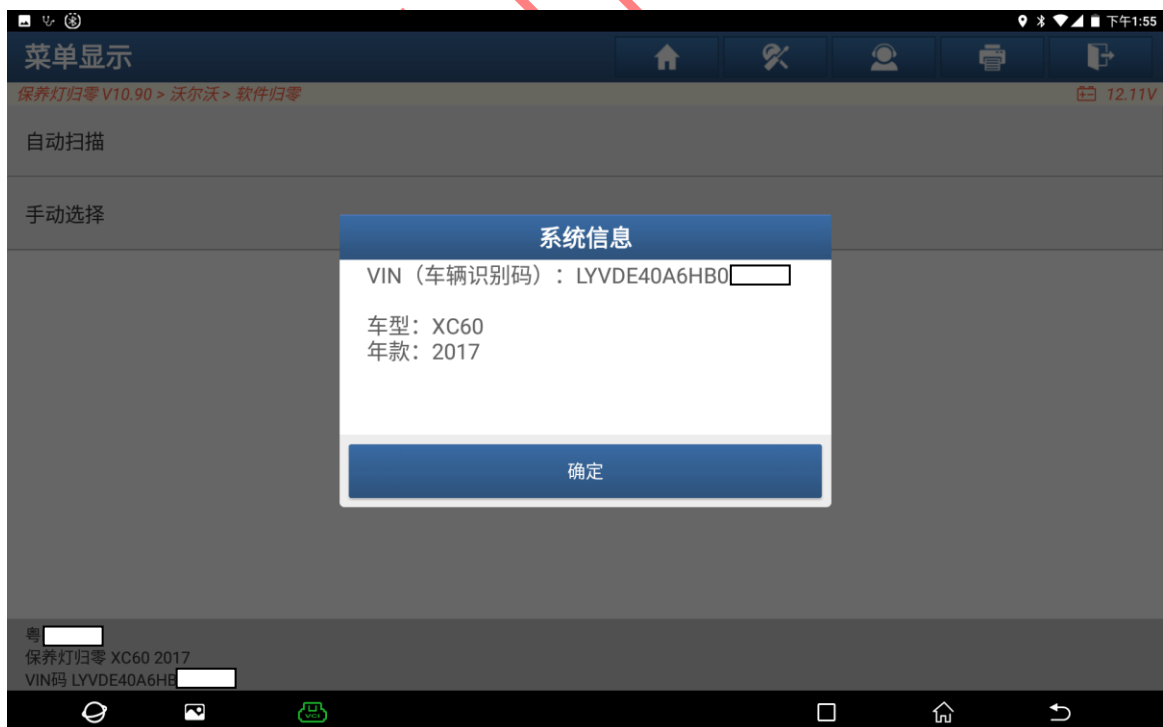 下午1:55
菜单显示
保养灯归零 V10.90 > 沃尔沃 > 软件归零
12.11V
自动扫描
手动选择
系统信息
VIN（车辆识别码）：LYVDE40A6HB0
车型：XC60
年款：2017
确定
粤
保养灯归零 XC60 2017
VIN码 LYVDE40A6HB
VCI